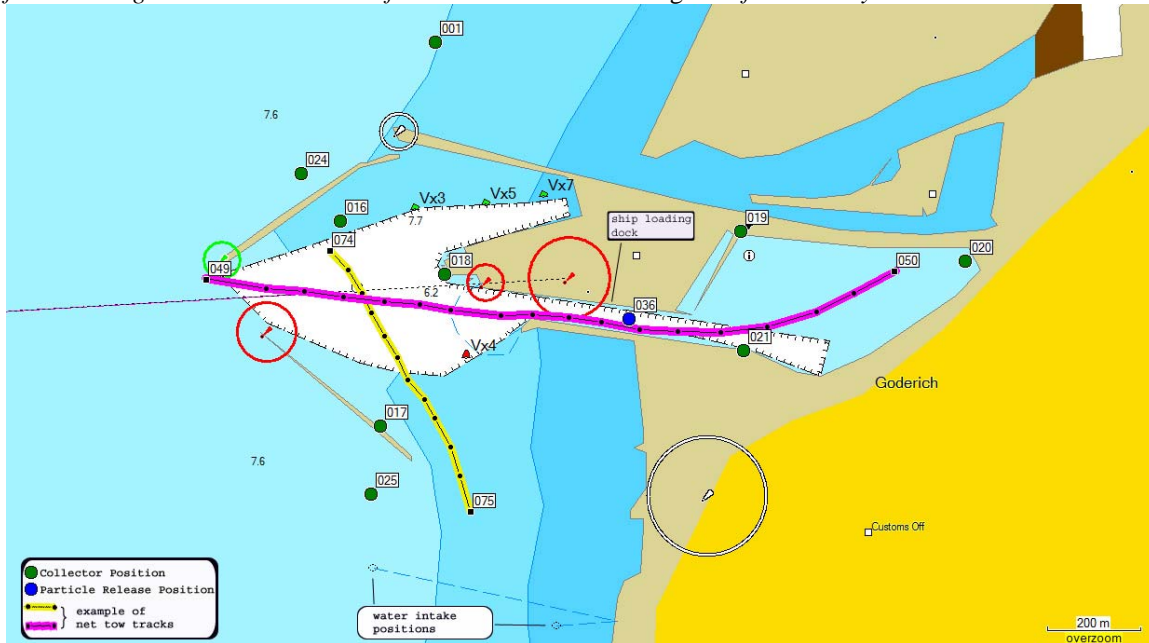 001
7.6
024
Vx7
Vx5
Vx3
016
7.7
ship loading
dock
019
074
020
018
049
050
6.2
036
Vx4
021
Goderich
017
7.6
025
075
Customs Off
Collector Position
Particle Release Position
example of
net tow tracks
water intake
positions
200 m
overzoom